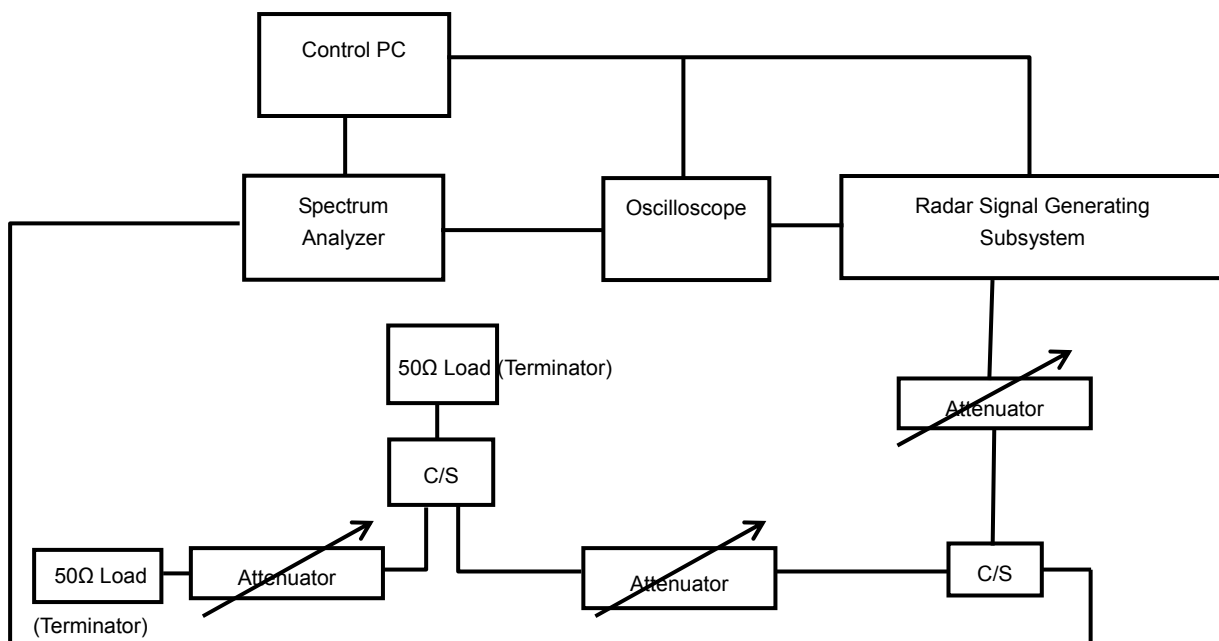 Control PC
Spectrum
Analyzer
Oscilloscope
Radar Signal Generating
Subsystem
50Ω Load (Terminator)
Attenuator
C/S
50Ω Load
(Terminator)
Attenuator
Attenuator
C/S